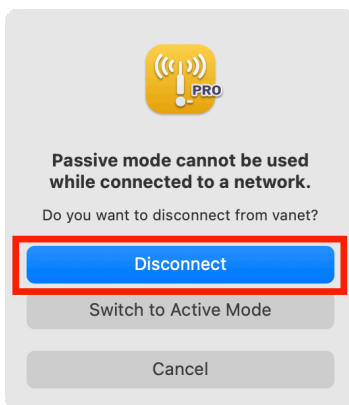 PRO
Passive mode cannot be used
while connected to a network.
Do you want to disconnect from vanet?
Disconnect
Switch to Active Mode
Cancel